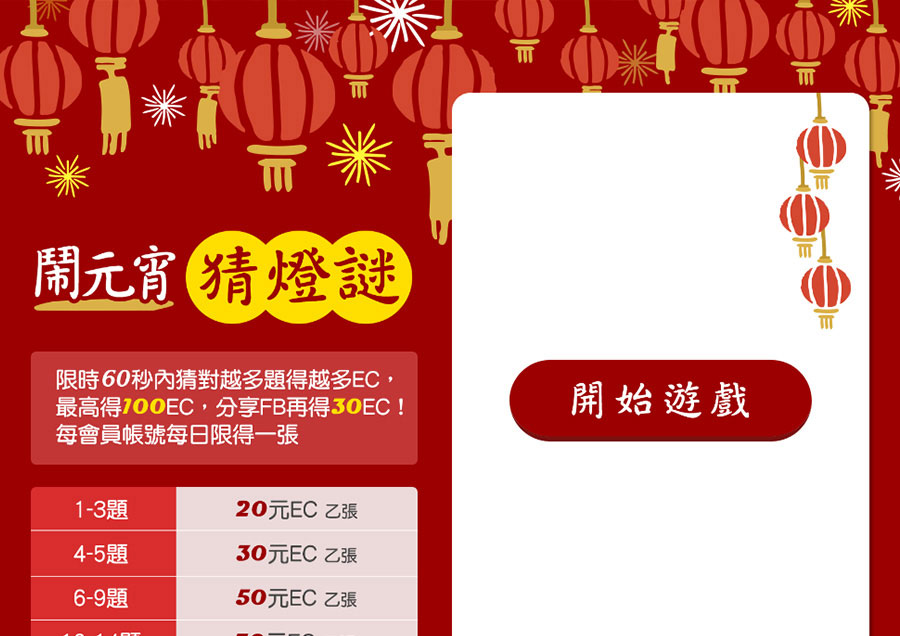 鬧元宵 猜燈謎
限時60秒內猜對越多題得越多EC，
最高得100EC，分享FB再得30EC！
每會員帳號每日限得一張
1-3題 20元EC 乙張
4-5題 30元EC 乙張
6-9題 50元EC 乙張
開始遊戲